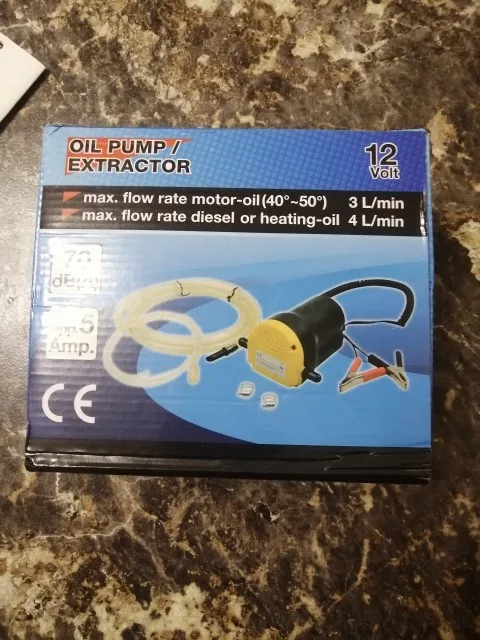 OIL PUMP /
EXTRACTOR
12
Volt
max. flow rate motor-oil(40°~50°) 3 L/min
max. flow rate diesel or heating-oil 4 L/min
5
Amp.
CE